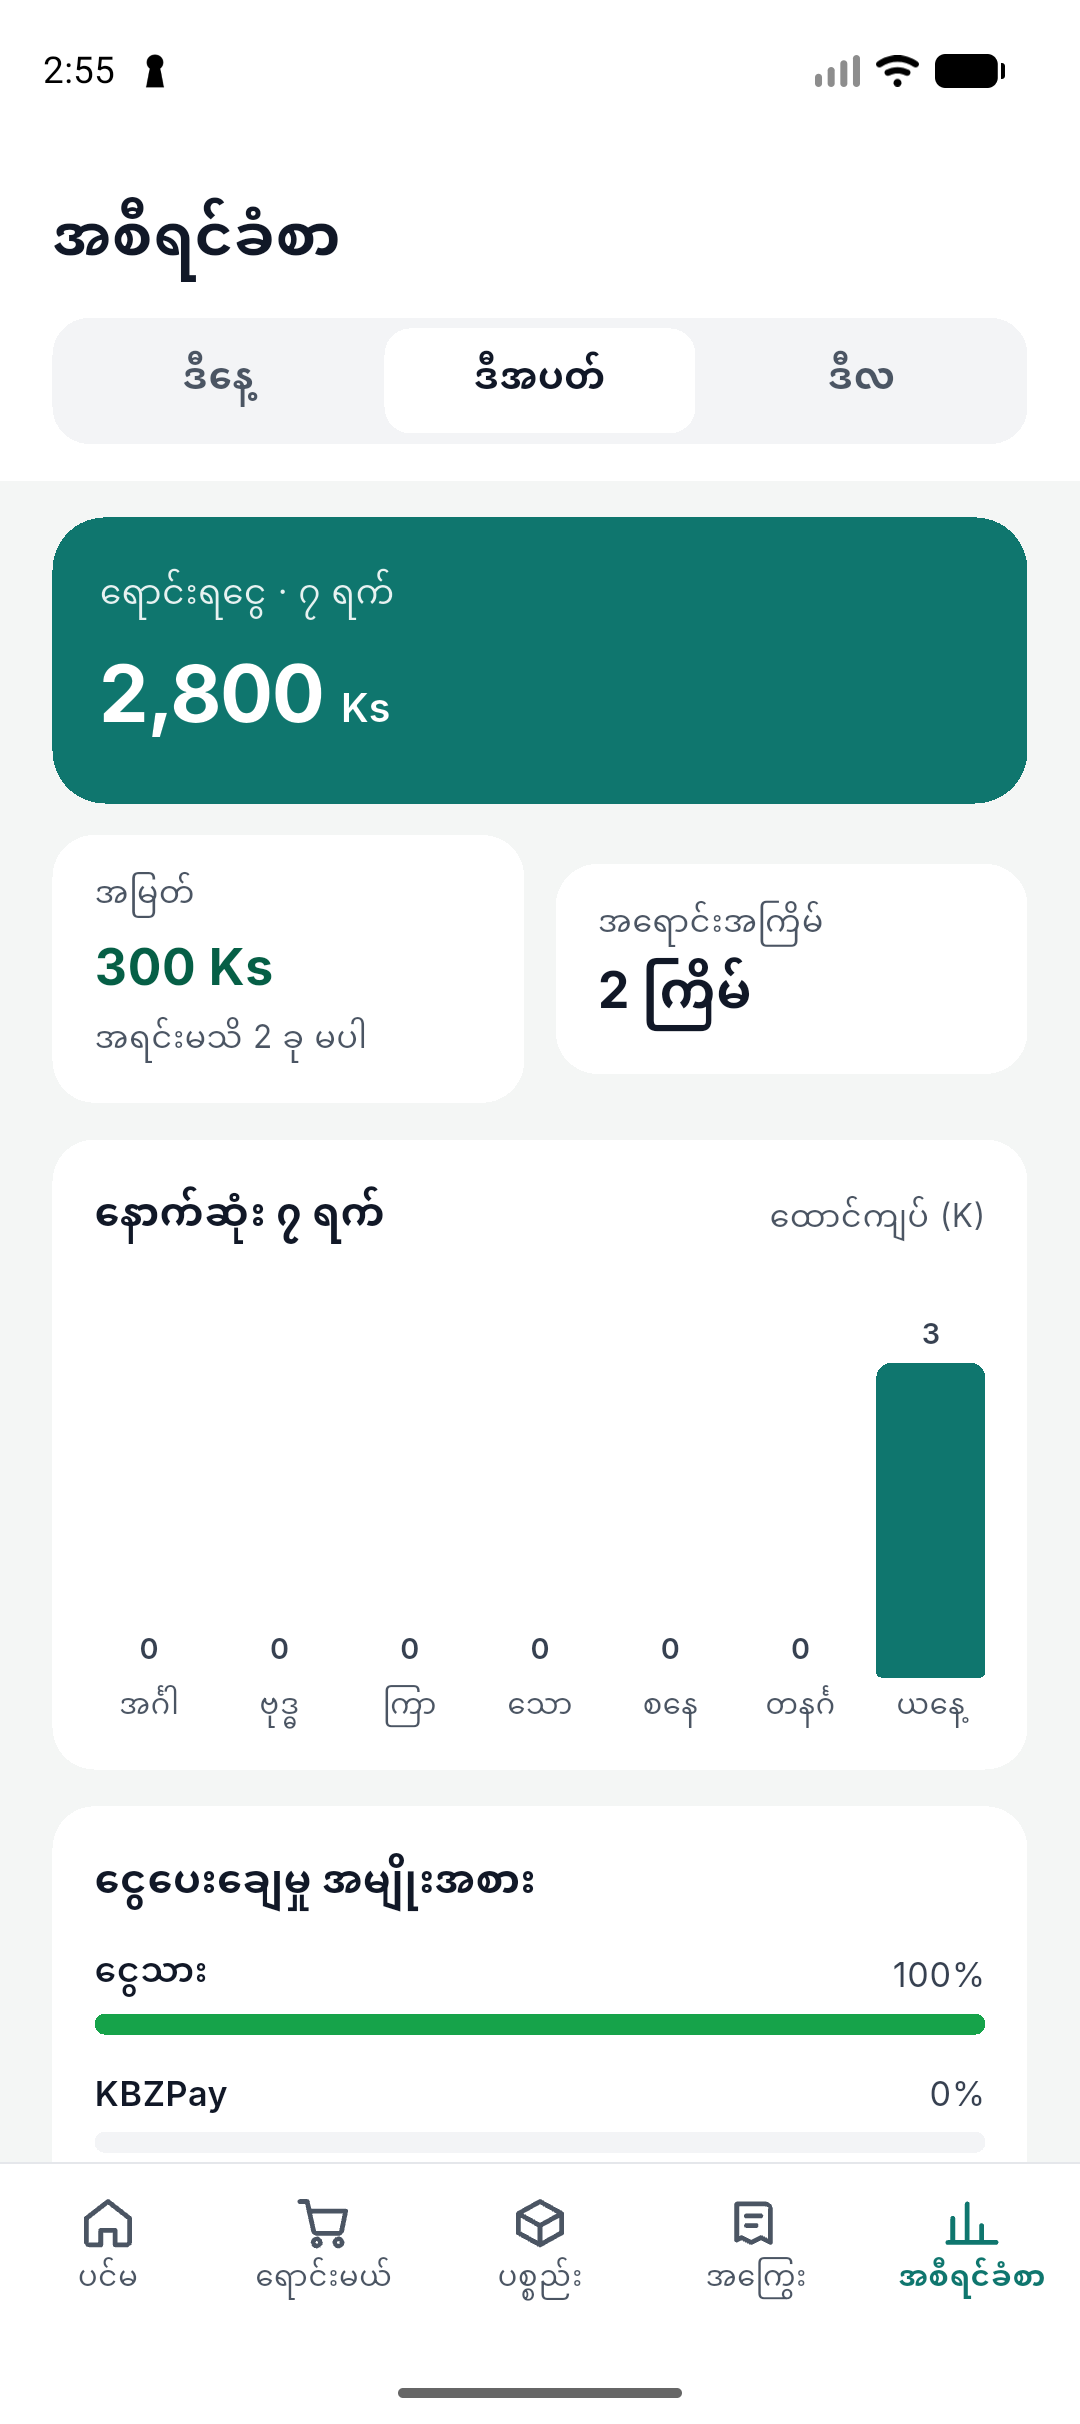 2:55
အစီရင်ခံစာ
ဒီနေ့ ဒီအပတ် ဒီလ
ရောင်းရငွေ · ၇ ရက်
2,800 Ks
အမြတ်
300 Ks
အရင်းမသိ 2 ခု မပါ
အရောင်းအကြိမ်
2 ကြိမ်
နောက်ဆုံး ၇ ရက် ထောင်ကျပ် (K)
3
0 0 0 0 0 0
အင်္ဂါ ဗုဒ္ဓ ကြာ သော စနေ တနင်္ဂ ယနေ့
ငွေပေးချေမှု အမျိုးအစား
ငွေသား 100%
KBZPay 0%
ပင်မ ရောင်းမယ် ပစ္စည်း အကြွေး အစီရင်ခံစာ